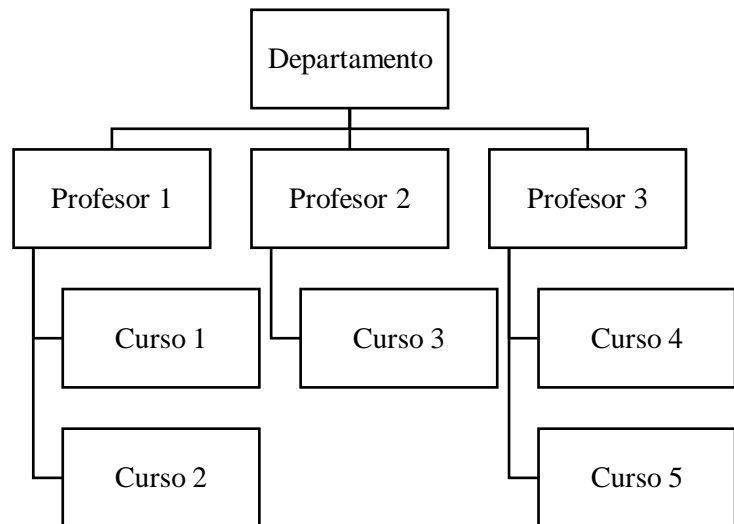 Departamento
Profesor 1
Profesor 2
Profesor 3
Curso 1
Curso 3
Curso 4
Curso 2
Curso 5